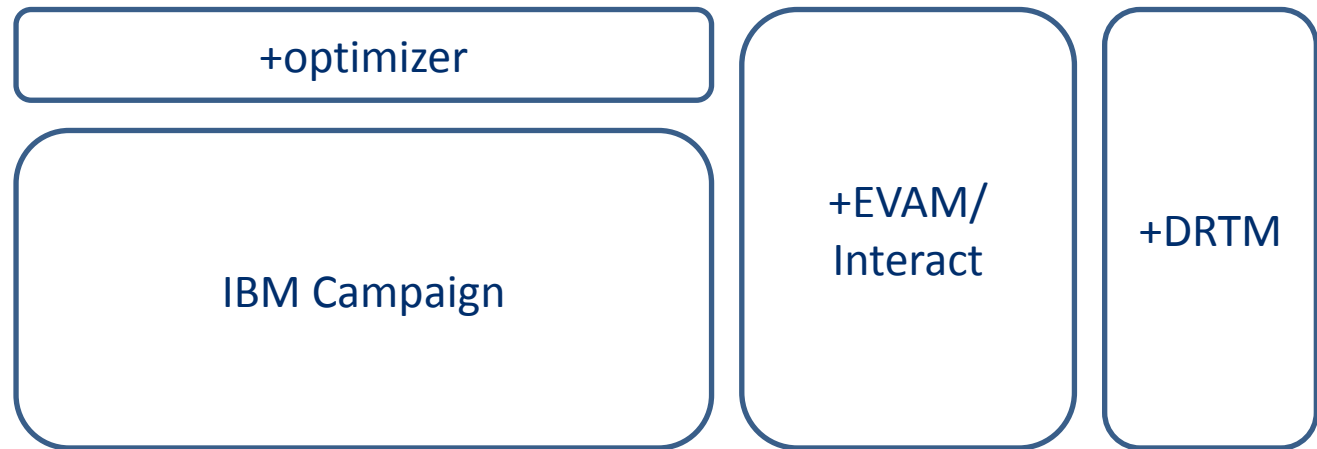 +optimizer
IBM Campaign
+EVAM/
Interact
+DRTM